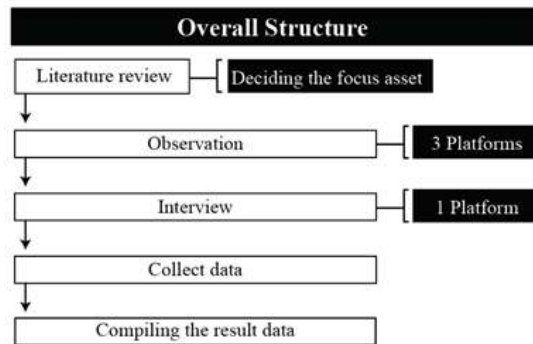 Overall Structure
Literature review
Deciding the focus asset
Observation
3 Platforms
Interview
1 Platform
Collect data
Compiling the result data